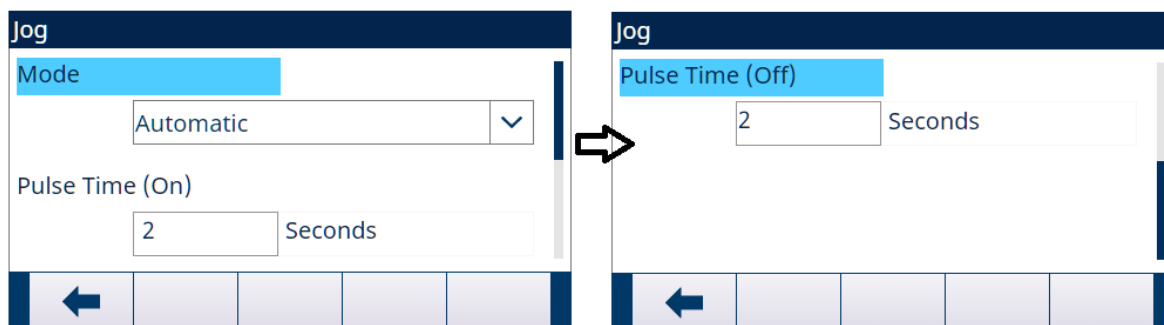 Jog
Mode
Automatic
Pulse Time (On)
2 Seconds
Jog
Pulse Time (Off)
2 Seconds